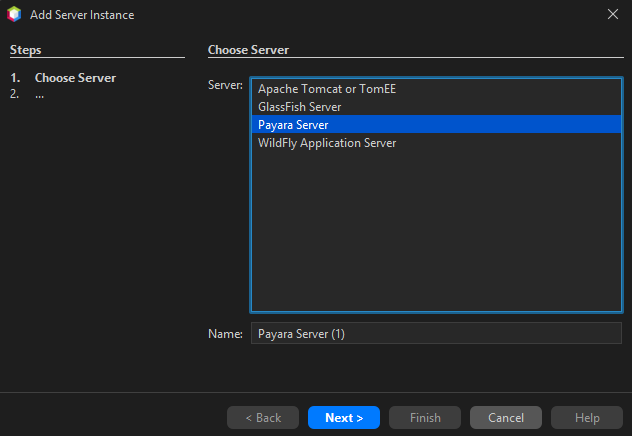 Add Server Instance
Steps
1. Choose Server
2. ...
Choose Server
Server:
Apache Tomcat or TomEE
GlassFish Server
Payara Server
WildFly Application Server
Name: Payara Server (1)
< Back Next > Finish Cancel Help